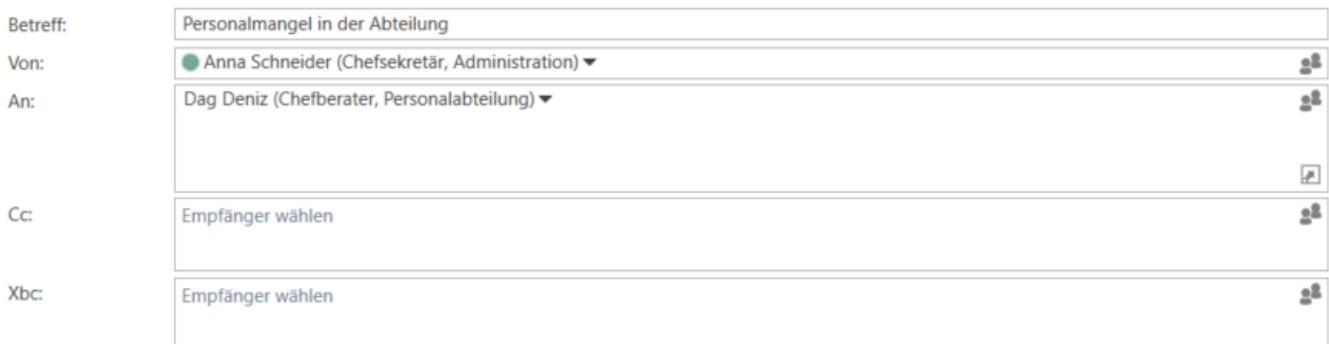 Betreff: Personalmangel in der Abteilung
Von: Anna Schneider (Chefsekretär, Administration)
An: Dag Deniz (Chefberater, Personalabteilung)
Cc: Empfänger wählen
Xbc: Empfänger wählen